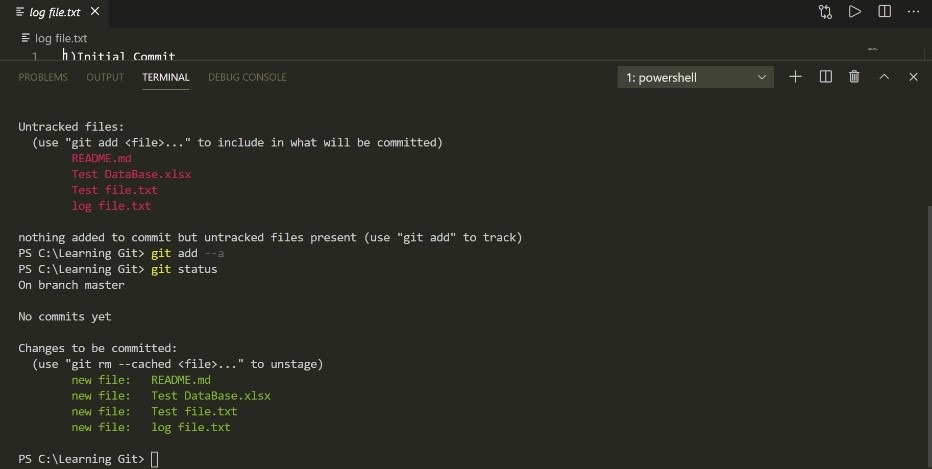 log file.txt
log file.txt
1 1)Initial Commit
PROBLEMS OUTPUT TERMINAL DEBUG CONSOLE 1: powershell
Untracked files:
(use "git add <file>..." to include in what will be committed)
README.md
Test DataBase.xlsx
Test file.txt
log file.txt
nothing added to commit but untracked files present (use "git add" to track)
PS C:\Learning Git> git add --a
PS C:\Learning Git> git status
On branch master
No commits yet
Changes to be committed:
(use "git rm --cached <file>..." to unstage)
new file: README.md
new file: Test DataBase.xlsx
new file: Test file.txt
new file: log file.txt
PS C:\Learning Git>